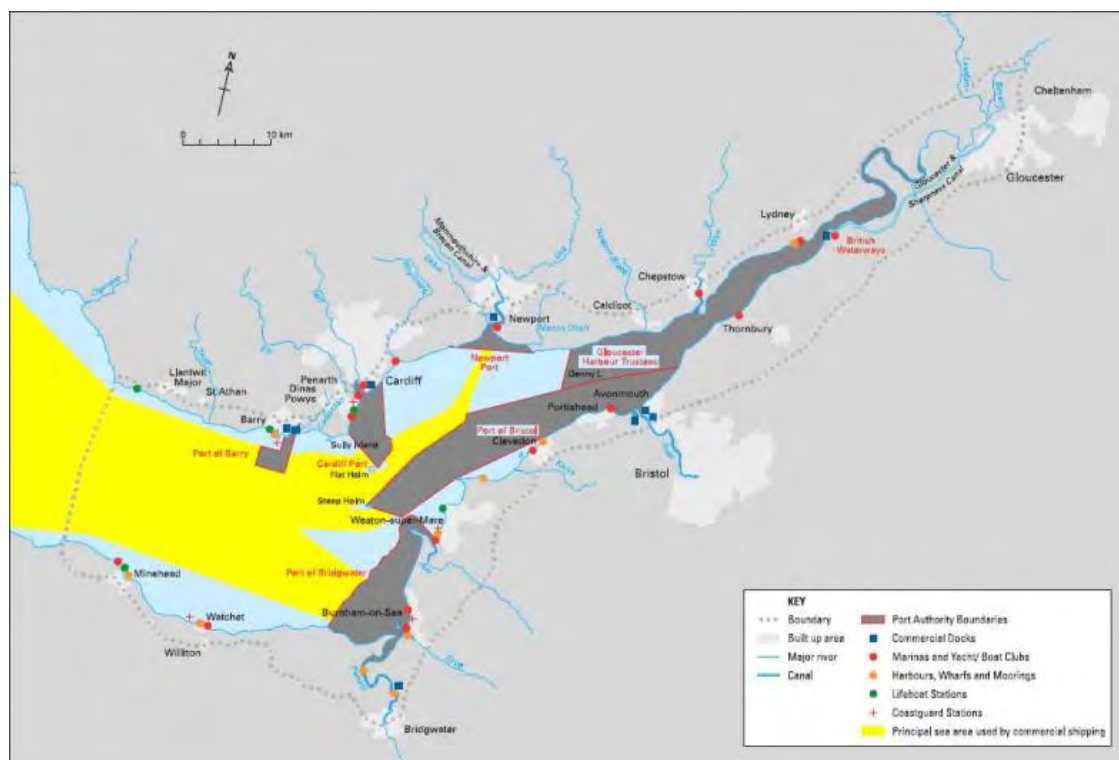 N
0
10 km
Cheltenham
Gloucester
Gloucester &
Sharpness Canal
Lydney
British
Waterways
Monmouthshire &
Brecon Canal
Chepstow
Newport
Caldicot
Thornbury
Newport
Port
Gloucester
Harbour Trustees
Denny I.
Llantwit
Major
St Athan
Penarth
Dinas
Powys
Cardiff
Avonmouth
Portishead
Barry
Port of Bristol
Clevedon
Sully Island
Port of Barry
Cardiff Port
Flat Holm
Bristol
Steep Holm
Weston-super-Mare
Port of Bridgwater
Minehead
Burnham-on-Sea
Watchet
Williton
Bridgwater
KEY
Boundary
Built up area
Major river
Canal
Port Authority Boundaries
Commercial Docks
Marinas and Yacht/ Boat Clubs
Harbours, Wharfs and Moorings
Lifeboat Stations
Coastguard Stations
Principal sea area used by commercial shipping